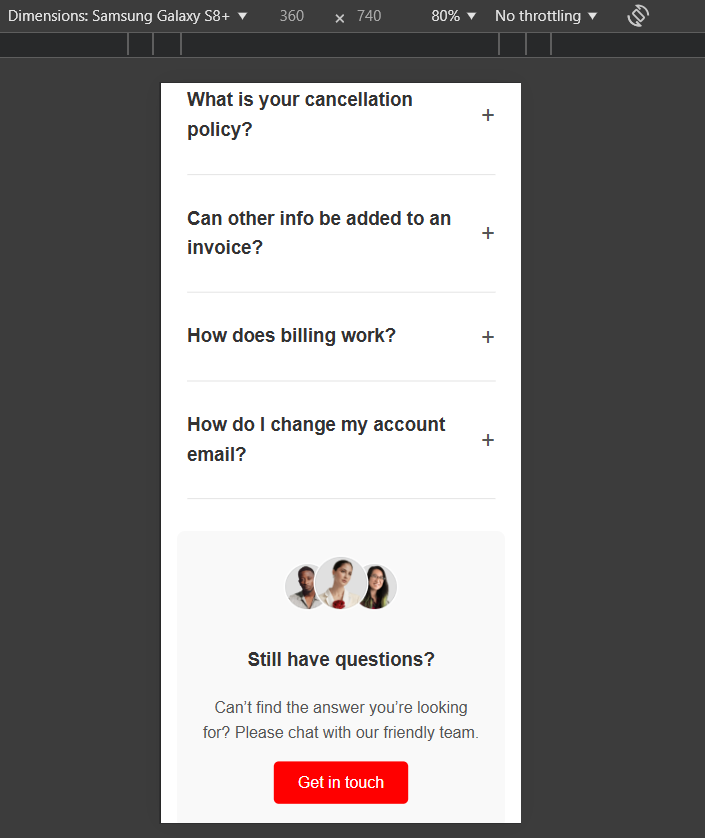 Dimensions: Samsung Galaxy S8+ ▼ 360 × 740 80% ▼ No throttling ▼
What is your cancellation
policy?
+
Can other info be added to an
invoice?
+
How does billing work? +
How do I change my account
email?
+
Still have questions?
Can’t find the answer you’re looking
for? Please chat with our friendly team.
Get in touch